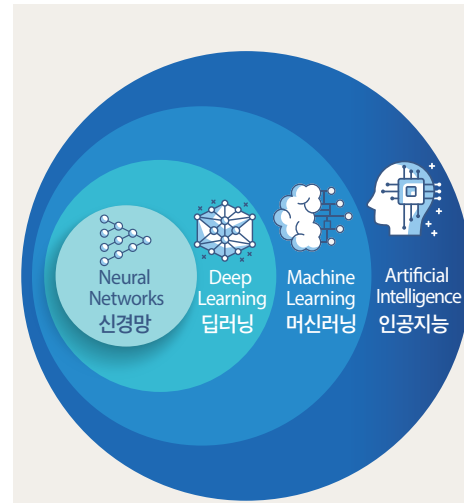 Neural
Networks
신경망
Deep
Learning
딥러닝
Machine
Learning
머신러닝
Artificial
Intelligence
인공지능